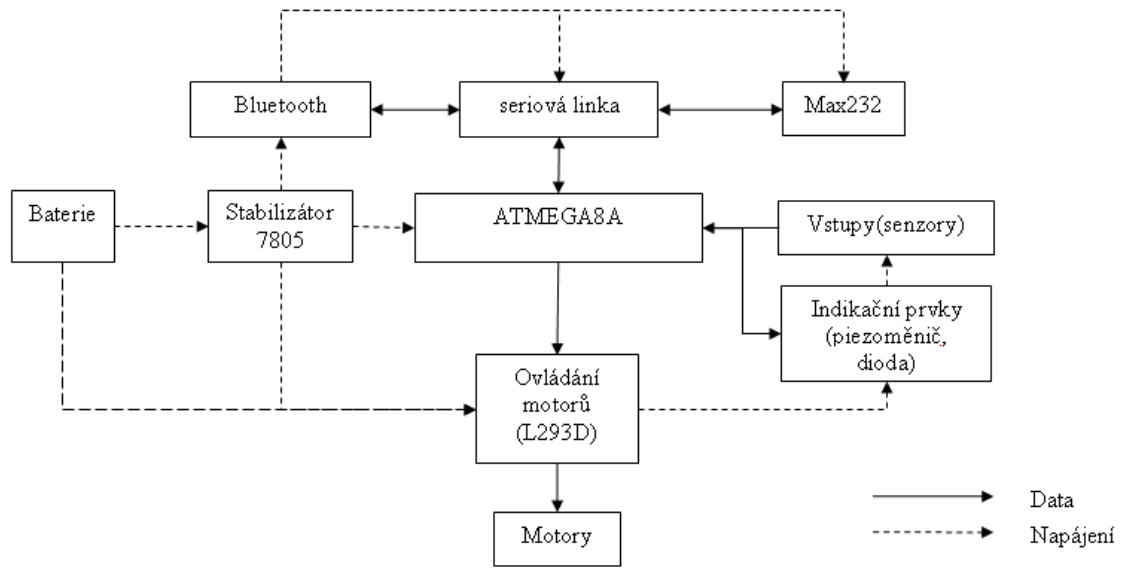 Bluetooth
seriová linka
Max232
Baterie
Stabilizátor
7805
ATMEGA8A
Vstupy(senzory)
Indikační prvky
(piezoměnič,
dioda)
Ovládání
motorů
(L293D)
Motory
Data
Napájení